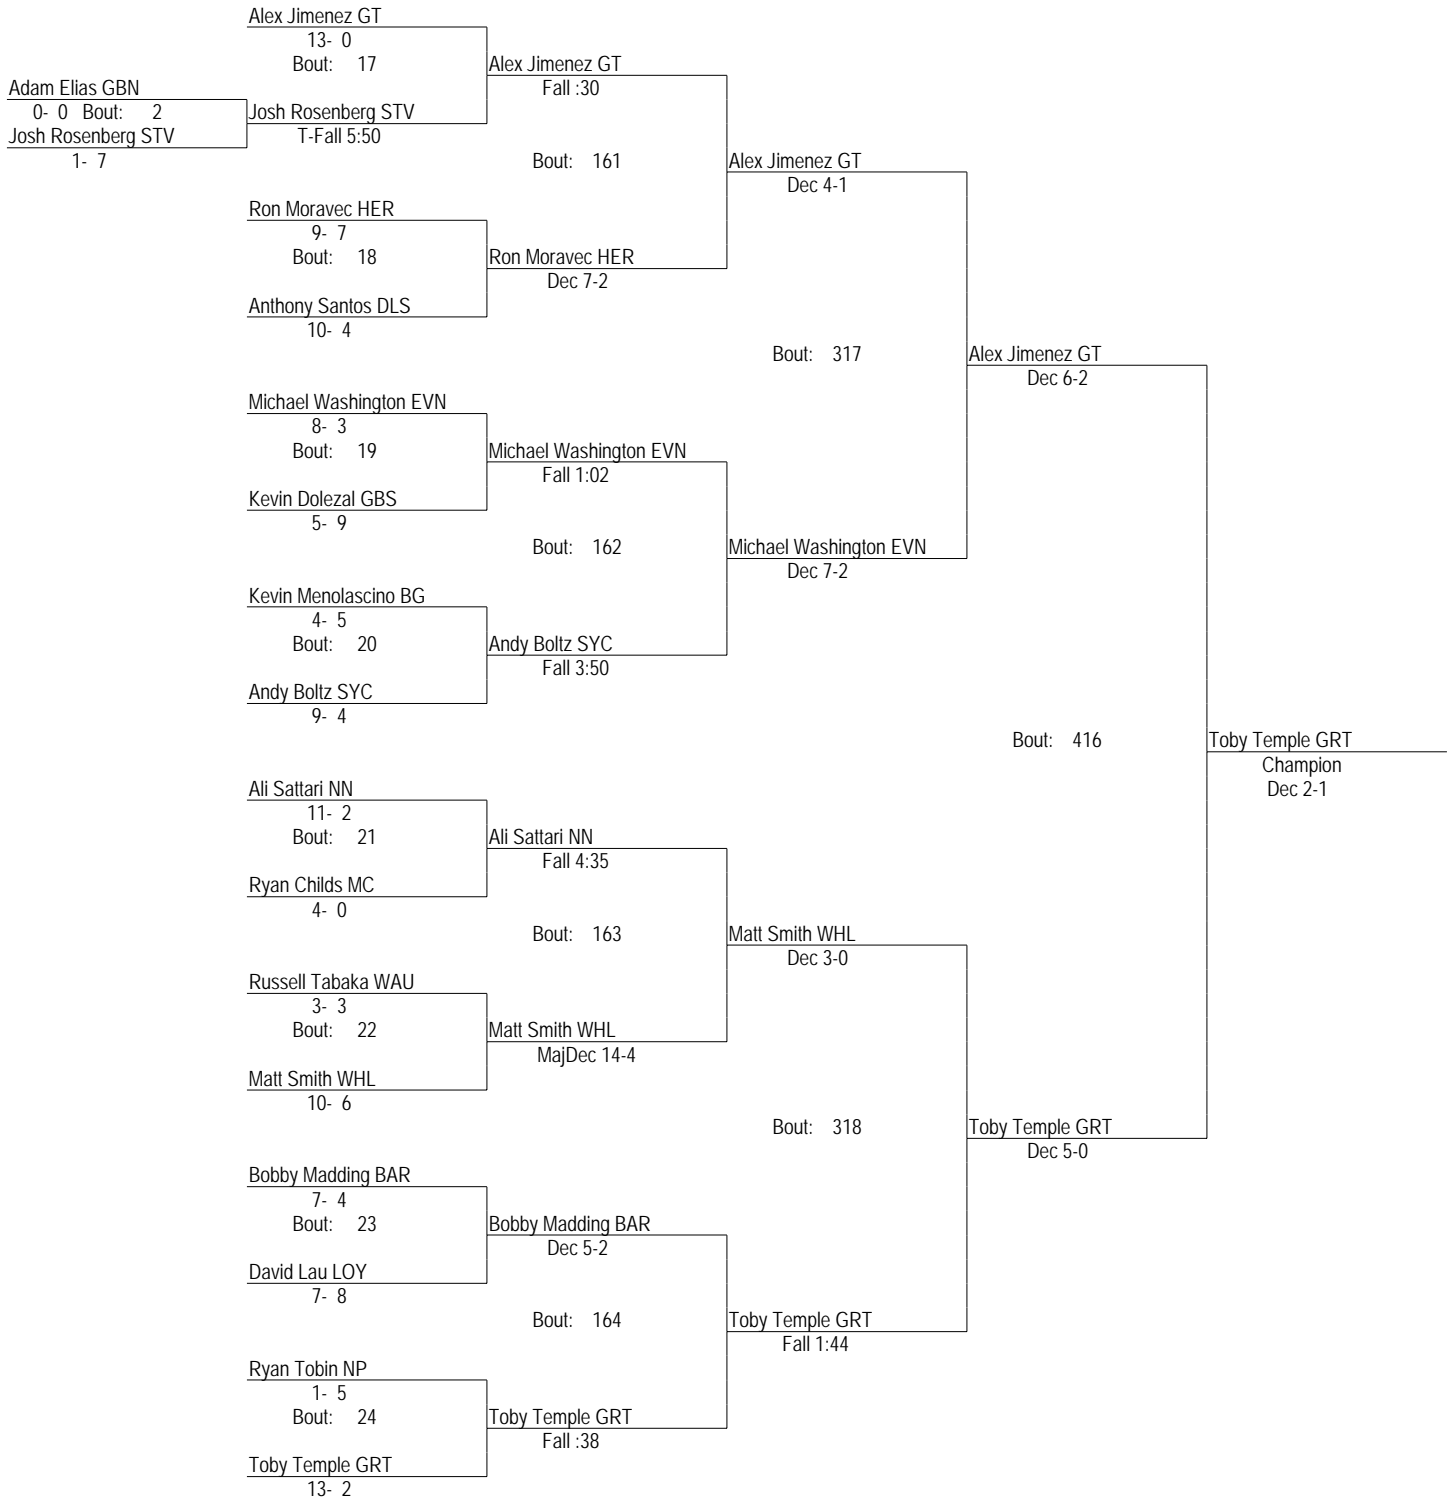 Alex Jimenez GT
13- 0
Bout: 17
Alex Jimenez GT
Fall :30
Adam Elias GBN
0- 0 Bout: 2
Josh Rosenberg STV
1- 7
Josh Rosenberg STV
T-Fall 5:50
Bout: 161
Alex Jimenez GT
Dec 4-1
Ron Moravec HER
9- 7
Bout: 18
Ron Moravec HER
Dec 7-2
Anthony Santos DLS
10- 4
Bout: 317
Alex Jimenez GT
Dec 6-2
Michael Washington EVN
8- 3
Bout: 19
Michael Washington EVN
Fall 1:02
Kevin Dolezal GBS
5- 9
Bout: 162
Michael Washington EVN
Dec 7-2
Kevin Menolascino BG
4- 5
Bout: 20
Andy Boltz SYC
Fall 3:50
Andy Boltz SYC
9- 4
Bout: 416
Toby Temple GRT
Champion
Dec 2-1
Ali Sattari NN
11- 2
Bout: 21
Ali Sattari NN
Fall 4:35
Ryan Childs MC
4- 0
Bout: 163
Matt Smith WHL
Dec 3-0
Russell Tabaka WAU
3- 3
Bout: 22
Matt Smith WHL
MajDec 14-4
Matt Smith WHL
10- 6
Bout: 318
Toby Temple GRT
Dec 5-0
Bobby Madding BAR
7- 4
Bout: 23
Bobby Madding BAR
Dec 5-2
David Lau LOY
7- 8
Bout: 164
Toby Temple GRT
Fall 1:44
Ryan Tobin NP
1- 5
Bout: 24
Toby Temple GRT
Fall :38
Toby Temple GRT
13- 2